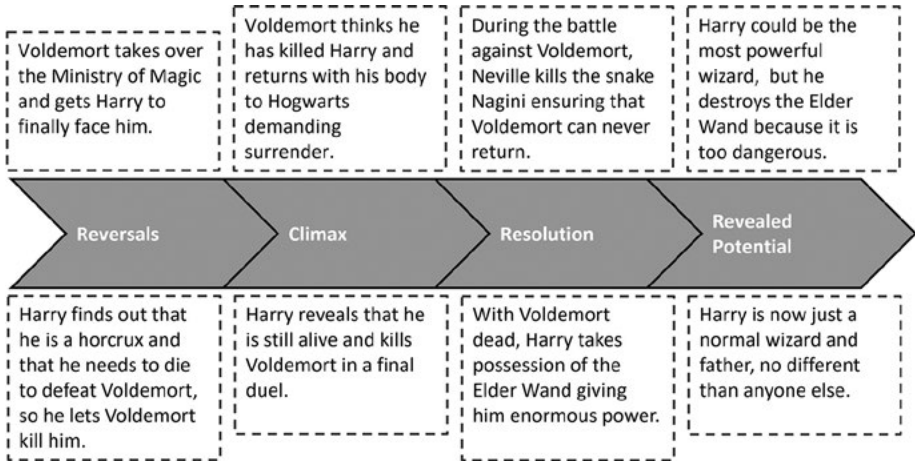 Voldemort takes over
the Ministry of Magic
and gets Harry to
finally face him.
Voldemort thinks he
has killed Harry and
returns with his body
to Hogwarts
demanding
surrender.
During the battle
against Voldemort,
Neville kills the snake
Nagini ensuring that
Voldemort can never
return.
Harry could be the
most powerful
wizard, but he
destroys the Elder
Wand because it is
too dangerous.
Reversals
Climax
Resolution
Revealed
Potential
Harry finds out that
he is a horcrux and
that he needs to die
to defeat Voldemort,
so he lets Voldemort
kill him.
Harry reveals that he
is still alive and kills
Voldemort in a final
duel.
With Voldemort
dead, Harry takes
possession of the
Elder Wand giving
him enormous power.
Harry is now just a
normal wizard and
father, no different
than anyone else.